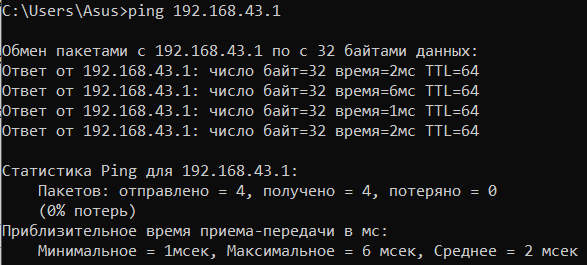 C:\Users\Asus>ping 192.168.43.1
Обмен пакетами с 192.168.43.1 по с 32 байтами данных:
Ответ от 192.168.43.1: число байт=32 время=2мс TTL=64
Ответ от 192.168.43.1: число байт=32 время=6мс TTL=64
Ответ от 192.168.43.1: число байт=32 время=1мс TTL=64
Ответ от 192.168.43.1: число байт=32 время=2мс TTL=64
Статистика Ping для 192.168.43.1:
Пакетов: отправлено = 4, получено = 4, потеряно = 0
(0% потерь)
Приблизительное время приема-передачи в мс:
Минимальное = 1мсек, Максимальное = 6 мсек, Среднее = 2 мсек